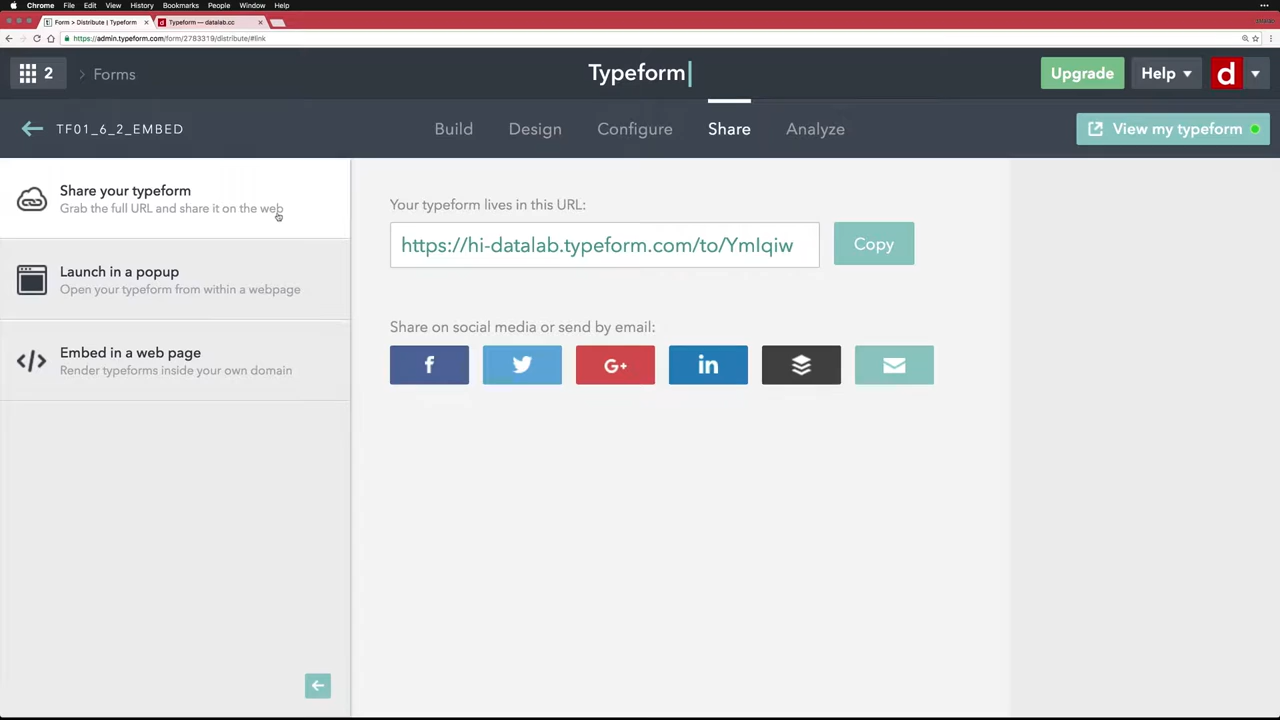 Chrome File Edit View History Bookmarks People Window Help
Form > Distribute | Typeform
Typeform — datalab.cc
https://admin.typeform.com/form/2783319/distribute/#link
2
Forms
Typeform
Upgrade
Help
d
TF01_6_2_EMBED
Build
Design
Configure
Share
Analyze
View my typeform
Share your typeform
Grab the full URL and share it on the web
Launch in a popup
Open your typeform from within a webpage
Embed in a web page
Render typeforms inside your own domain
Your typeform lives in this URL:
https://hi-datalab.typeform.com/to/YmIqiw
Copy
Share on social media or send by email:
f
G+
in